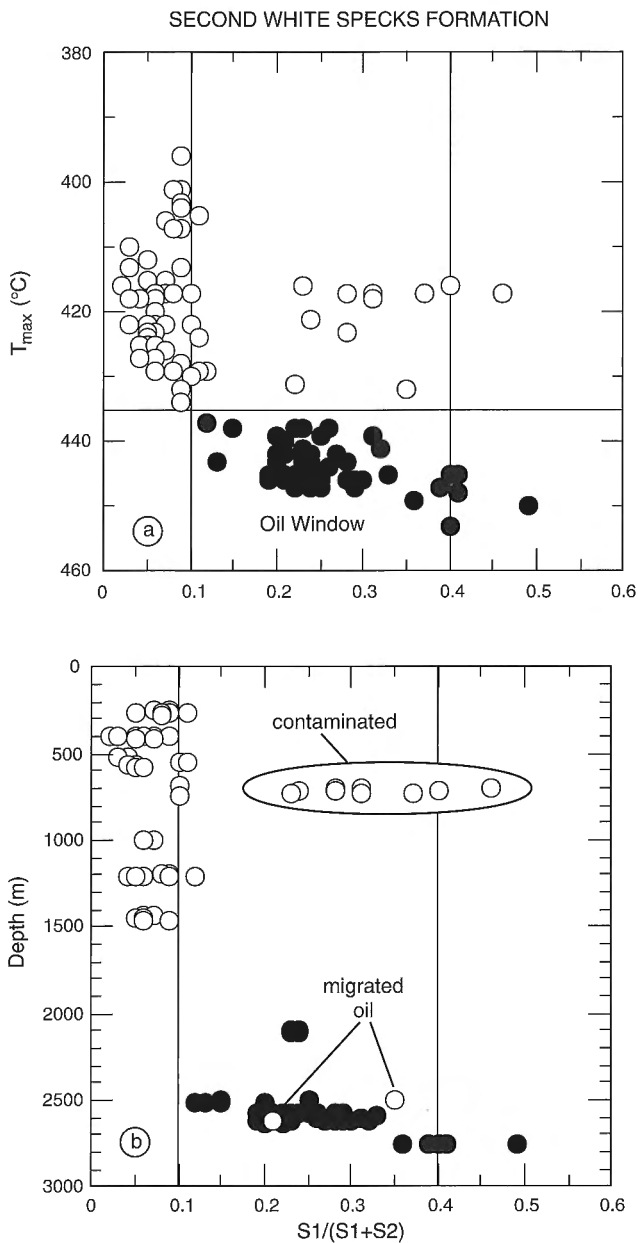 SECOND WHITE SPECKS FORMATION
380
400
420
440
460
Tmax (°C)
Oil Window
a
0
0.1
0.2
0.3
0.4
0.5
0.6
0
500
1000
1500
2000
2500
3000
Depth (m)
contaminated
migrated
oil
b
0
0.1
0.2
0.3
0.4
0.5
0.6
S1/(S1+S2)